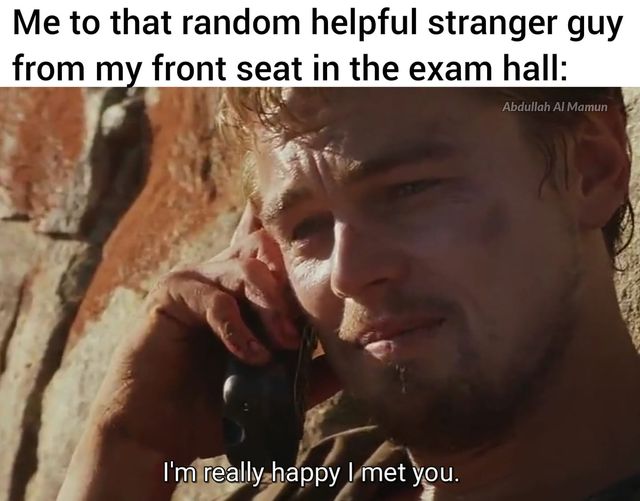 Me to that random helpful stranger guy
from my front seat in the exam hall:
Abdullah Al Mamun
I'm really happy I met you.